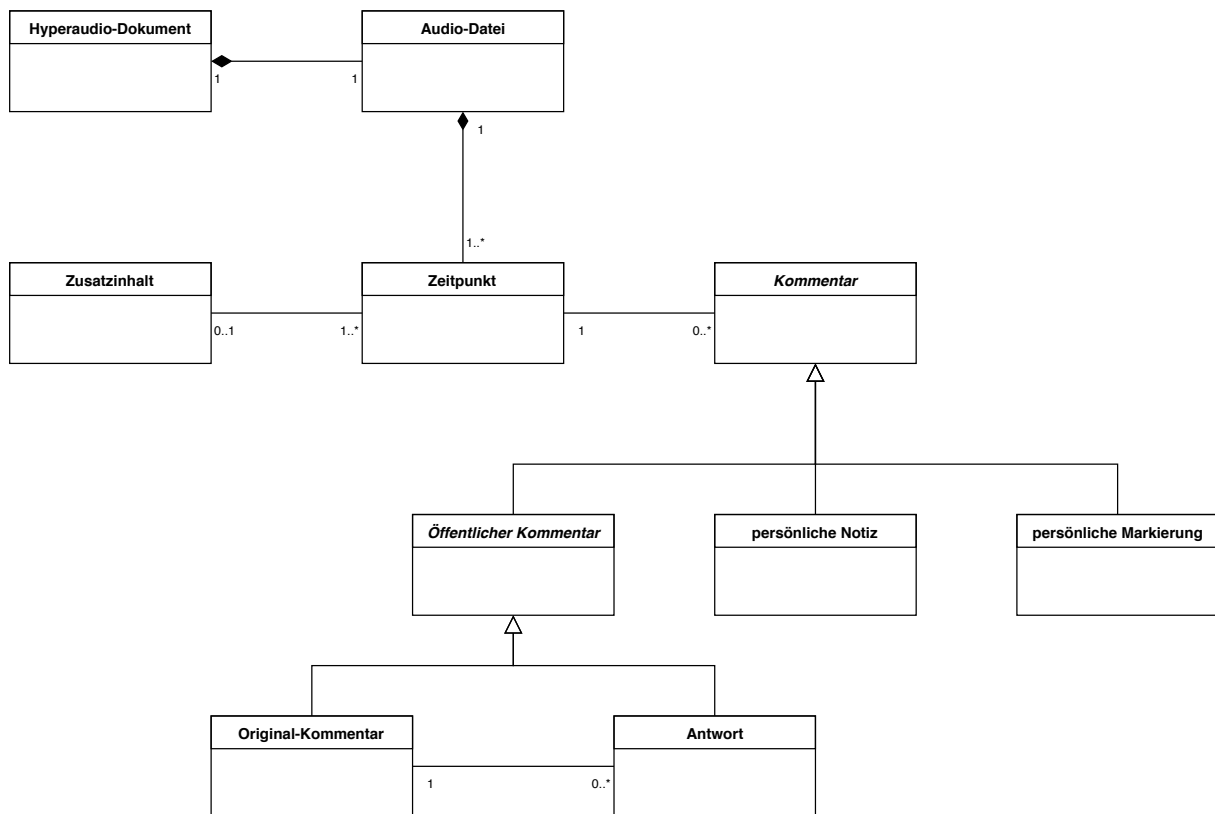 Hyperaudio-Dokument
Audio-Datei
1
1
1
1..*
Zusatzinhalt
Zeitpunkt
Kommentar
0..1
1..*
1
0..*
Öffentlicher Kommentar
persönliche Notiz
persönliche Markierung
Original-Kommentar
Antwort
1
0..*